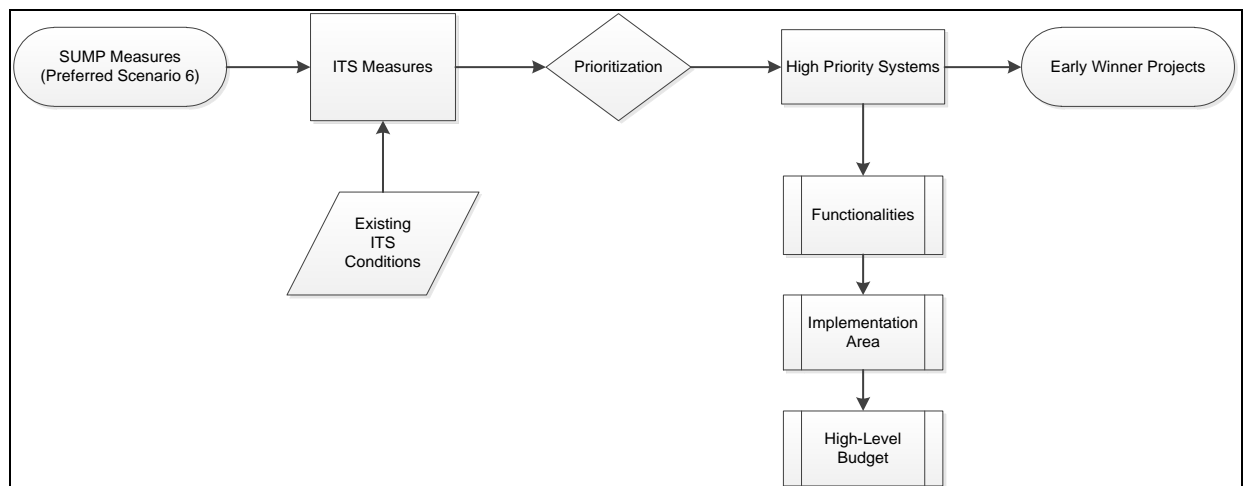 SUMP Measures
(Preferred Scenario 6)
ITS Measures
Prioritization
High Priority Systems
Early Winner Projects
Existing
ITS
Conditions
Functionalities
Implementation
Area
High-Level
Budget